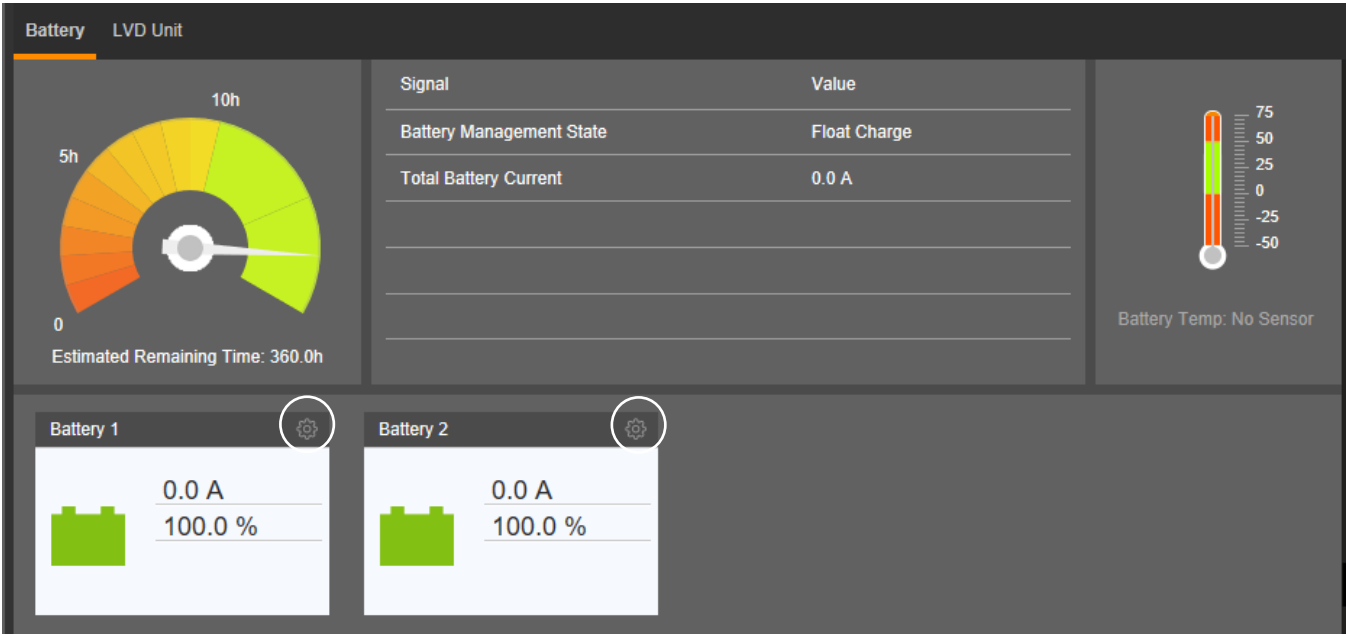 Battery LVD Unit
10h
5h
0
Estimated Remaining Time: 360.0h
Signal Value
Battery Management State Float Charge
Total Battery Current 0.0 A
75
50
25
0
-25
-50
Battery Temp: No Sensor
Battery 1
0.0 A
100.0 %
Battery 2
0.0 A
100.0 %